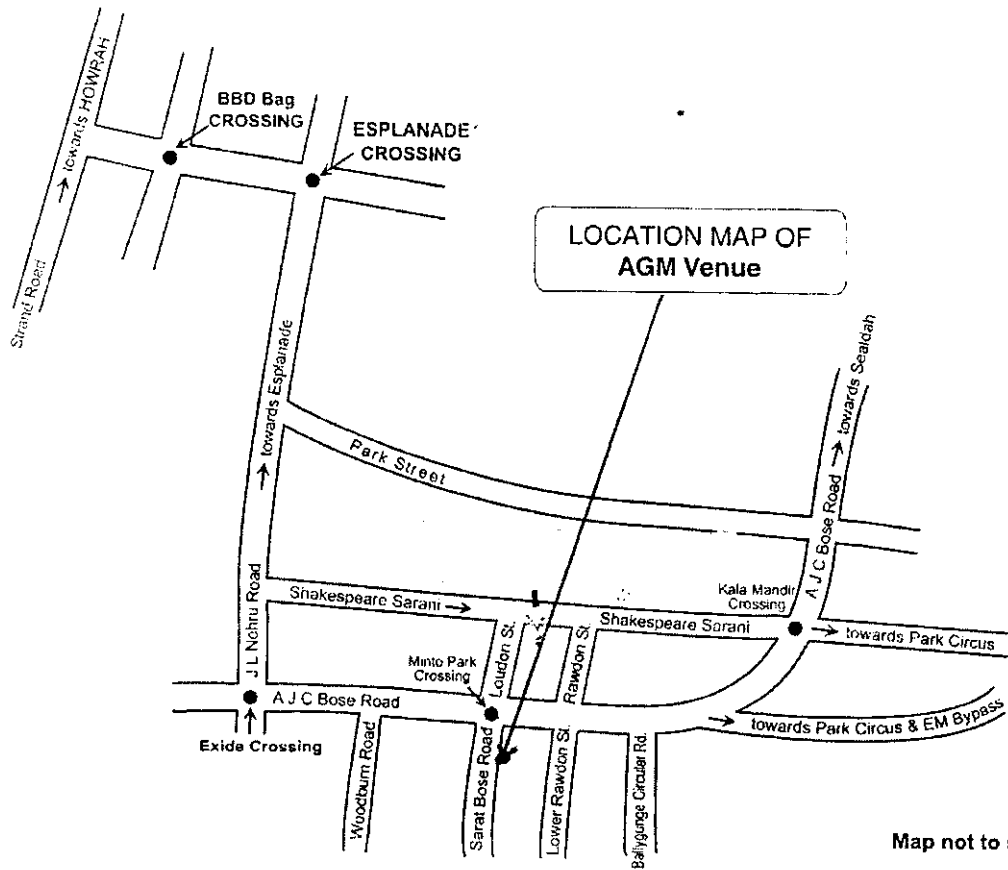 BBD Bag
CROSSING
ESPLANADE
CROSSING
towards HOWRAH
Strand Road
LOCATION MAP OF
AGM Venue
towards Esplanade
towards Sealdah
Park Street
A J C Bose Road
J L Nehru Road
Shakespeare Sarani
Kala Mandir
Crossing
Shakespeare Sarani
towards Park Circus
Loudon St.
Rawdon St.
Minto Park
Crossing
A J C Bose Road
towards Park Circus & EM Bypass
Exide Crossing
Woodburn Road
Sarat Bose Road
Lower Rawdon St.
Ballygunge Circular Rd.
Map not to